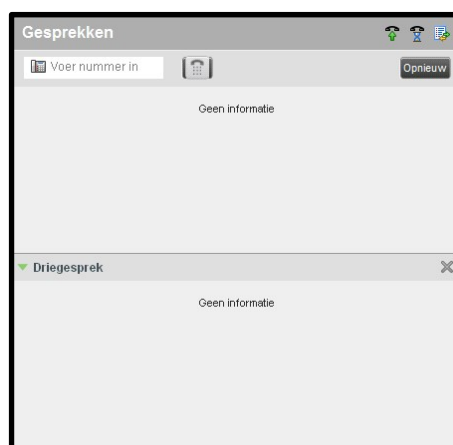 Gesprekken
Voer nummer in
Opnieuw
Geen informatie
Driegesprek
Geen informatie